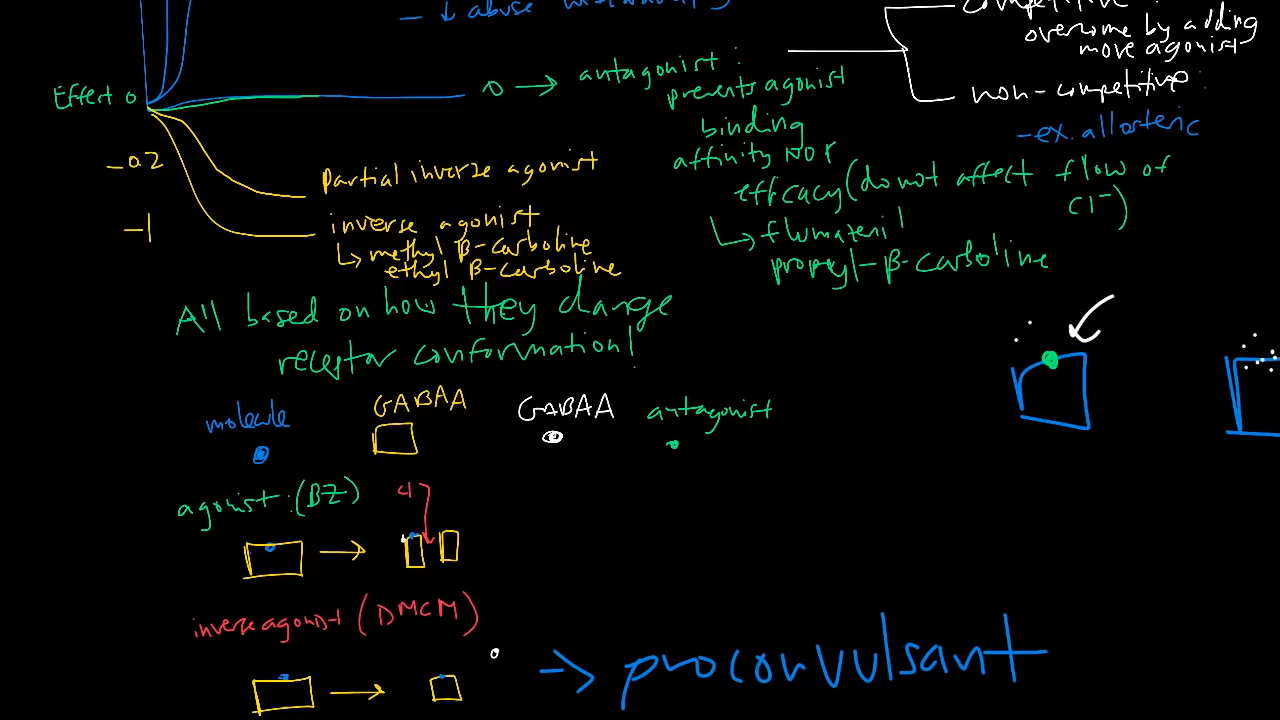 - ↓ abuse
competitive :
overcome by adding
more agonist
Effect 0
0 → antagonist :
prevents agonist
binding
non-competitive :
- ex. allosteric
affinity NOT
efficacy (do not affect flow of
Cl-)
↳ flumazenil
propyl-β-carboline
-0.2
partial inverse agonist
-1
inverse agonist
↳ methyl β-carboline
ethyl β-carboline
All based on how they change
receptor conformation!
molecule
GABAA
GABAA
antagonist
agonist : (BZ)
Cl
inverse agonist (DMCM)
→ proconvulsant